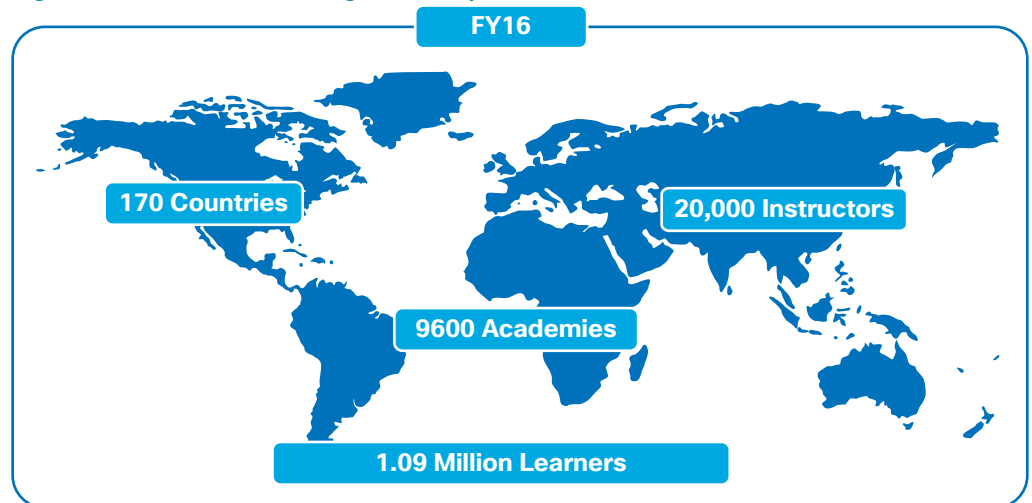 FY16
170 Countries
20,000 Instructors
9600 Academies
1.09 Million Learners